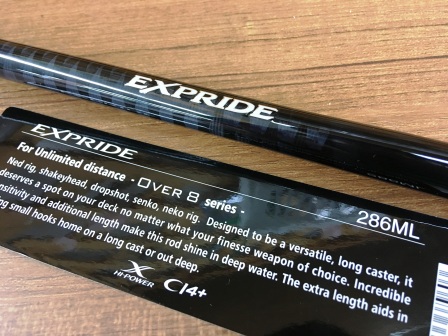 EXPRIDE
EXPRIDE
For Unlimited distance - OVER 8 series -
286ML
Ned rig, shakeyhead, dropshot, senko, neko rig. Designed to be a versatile, long caster, it
deserves a spot on your deck no matter what your finesse weapon of choice. Incredible
sensitivity and additional length make this rod shine in deep water. The extra length aids in
small hooks home on a long cast or out deep.
X
HI-POWER
CI4+